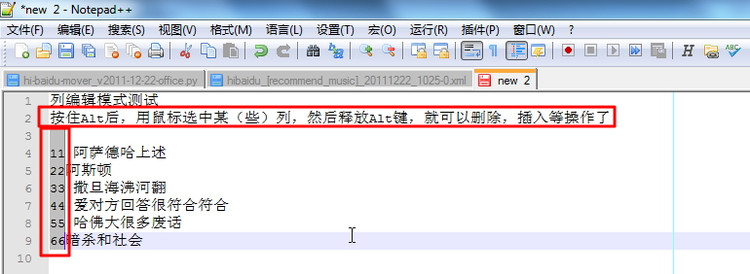 *new 2 - Notepad++
文件(F) 编辑(E) 搜索(S) 视图(V) 格式(M) 语言(L) 设置(T) 宏(O) 运行(R) 插件(P) 窗口(W) ?
hi-baidu-mover_v2011-12-22-office.py hibaidu_[recommend_music]_20111222_1025-0.xml new 2
1 列编辑模式测试
2 按住Alt后，用鼠标选中某（些）列，然后释放Alt键，就可以删除，插入等操作了
3
4 11 阿萨德哈上述
5 22阿斯顿
6 33 撒旦海沸河翻
7 44 爱对方回答很符合符合
8 55 哈佛大很多废话
9 66暗杀和社会
10